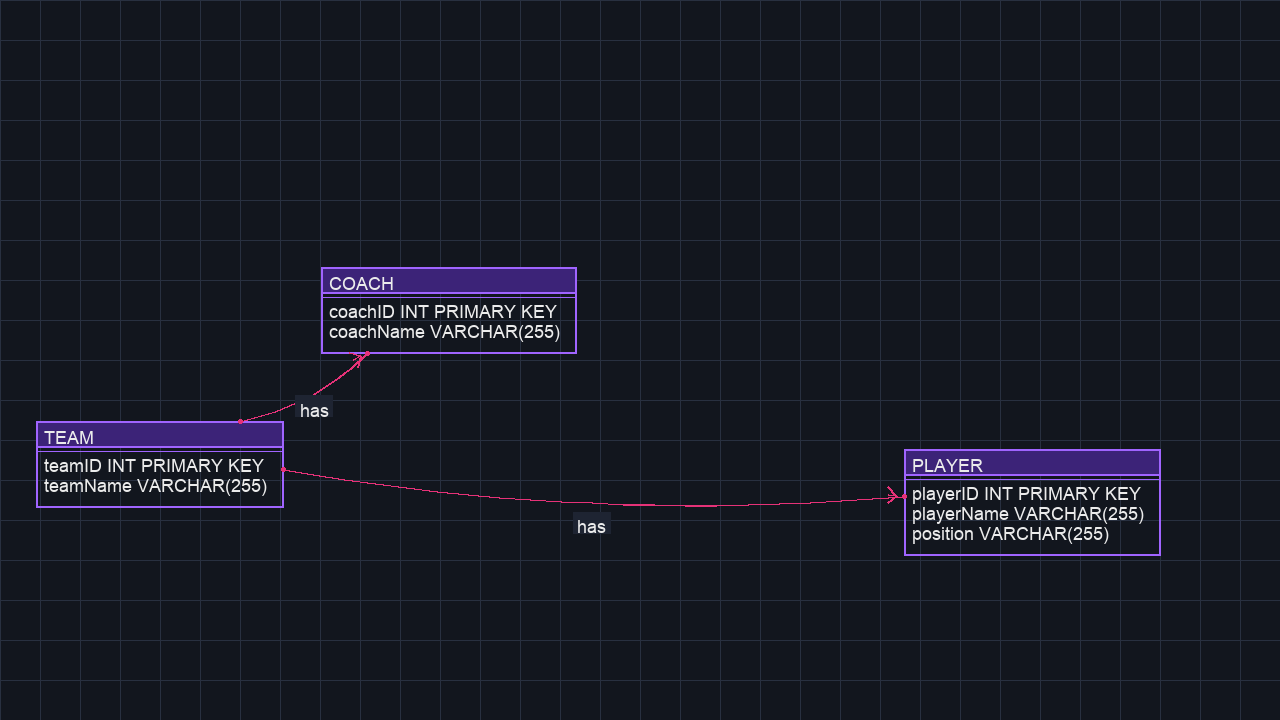 COACH
coachID INT PRIMARY KEY
coachName VARCHAR(255)
has
TEAM
teamID INT PRIMARY KEY
teamName VARCHAR(255)
has
PLAYER
playerID INT PRIMARY KEY
playerName VARCHAR(255)
position VARCHAR(255)